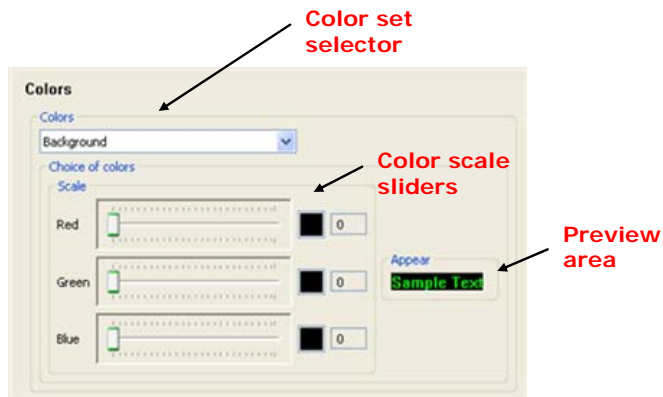 Color set
selector
Colors
Colors
Background
Choice of colors
Color scale
sliders
Scale
Red
0
Preview
area
Appear
Green
0
Sample Text
Blue
0